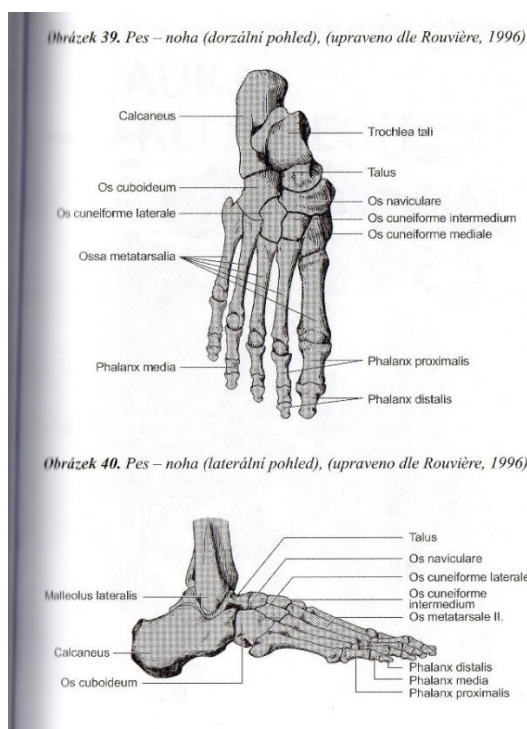 Obrázek 39. Pes – noha (dorzální pohled), (upraveno dle Rouvière, 1996)
Calcaneus
Trochlea tali
Talus
Os cuboideum
Os naviculare
Os cuneiforme laterale
Os cuneiforme intermedium
Os cuneiforme mediale
Ossa metatarsalia
Phalanx media
Phalanx proximalis
Phalanx distalis
Obrázek 40. Pes – noha (laterální pohled), (upraveno dle Rouvière, 1996)
Talus
Os naviculare
Os cuneiforme laterale
Malleolus lateralis
Os cuneiforme
intermedium
Os metatarsale II.
Calcaneus
Phalanx distalis
Os cuboideum
Phalanx media
Phalanx proximalis